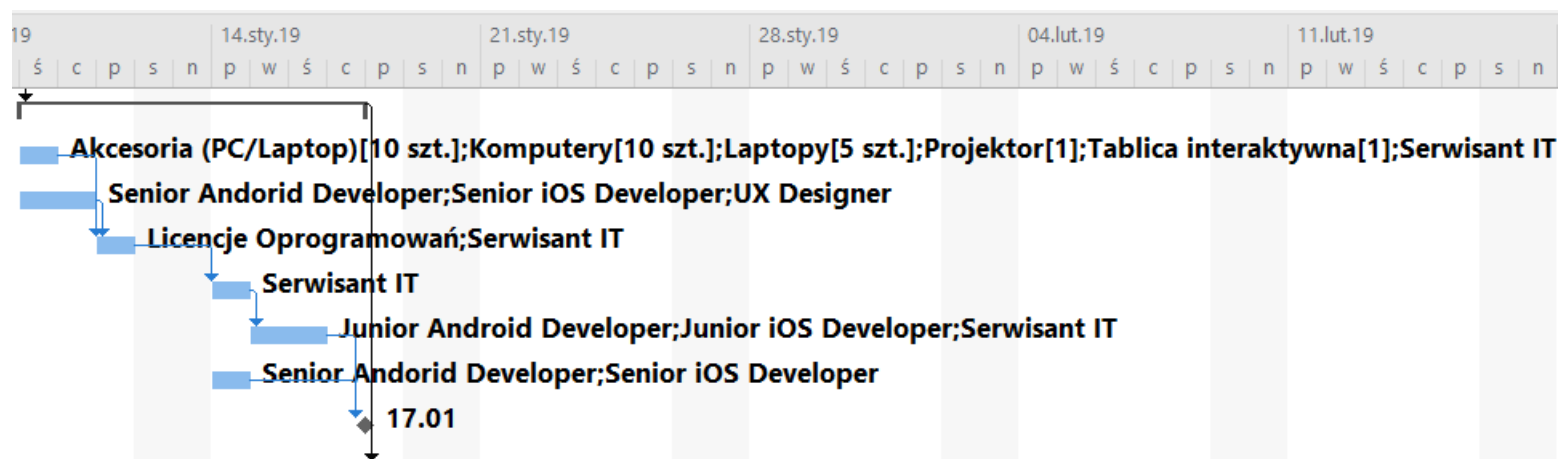 19 14.sty.19 21.sty.19 28.sty.19 04.lut.19 11.lut.19
ś c p s n p w ś c p s n p w ś c p s n p w ś c p s n p w ś c p s n p w ś c p s n
Akcesoria (PC/Laptop)[10 szt.];Komputery[10 szt.];Laptopy[5 szt.];Projektor[1];Tablica interaktywna[1];Serwisant IT
Senior Andorid Developer;Senior iOS Developer;UX Designer
Licencje Oprogramowań;Serwisant IT
Serwisant IT
Junior Android Developer;Junior iOS Developer;Serwisant IT
Senior Andorid Developer;Senior iOS Developer
17.01